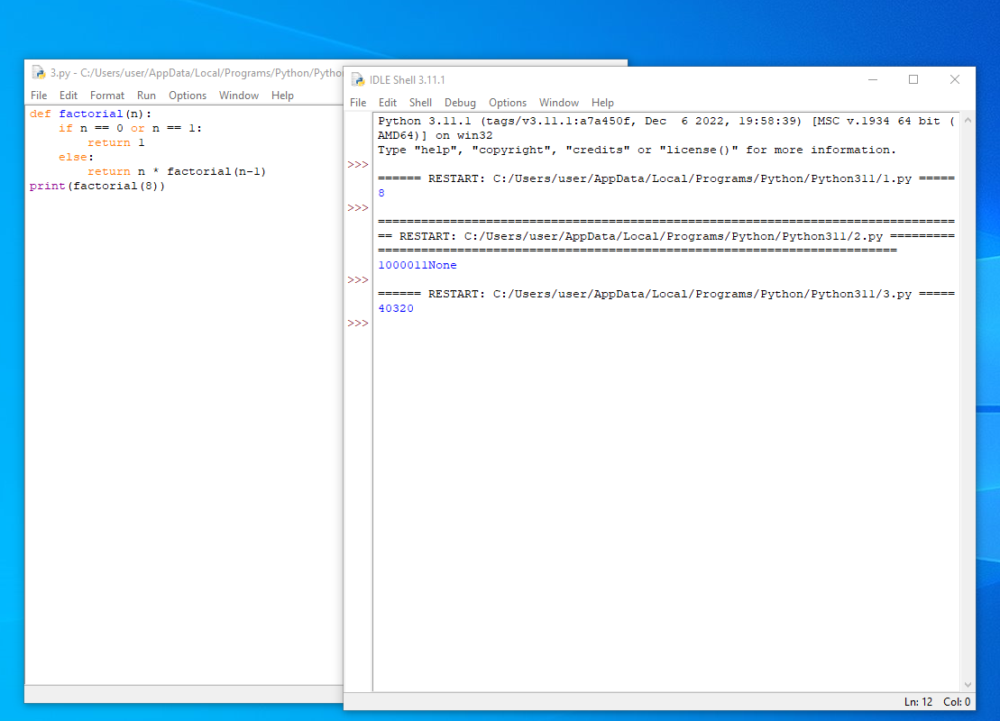 3.py - C:/Users/user/AppData/Local/Programs/Python/Pytho
File Edit Format Run Options Window Help
def factorial(n):
    if n == 0 or n == 1:
        return 1
    else:
        return n * factorial(n-1)
print(factorial(8))
IDLE Shell 3.11.1
File Edit Shell Debug Options Window Help
Python 3.11.1 (tags/v3.11.1:a7a450f, Dec  6 2022, 19:58:39) [MSC v.1934 64 bit (
AMD64)] on win32
Type "help", "copyright", "credits" or "license()" for more information.
>>>
====== RESTART: C:/Users/user/AppData/Local/Programs/Python/Python311/1.py =====
8
>>>
================================================================================
== RESTART: C:/Users/user/AppData/Local/Programs/Python/Python311/2.py =========
========================================================================
1000011None
>>>
====== RESTART: C:/Users/user/AppData/Local/Programs/Python/Python311/3.py =====
40320
>>>
Ln: 12 Col: 0